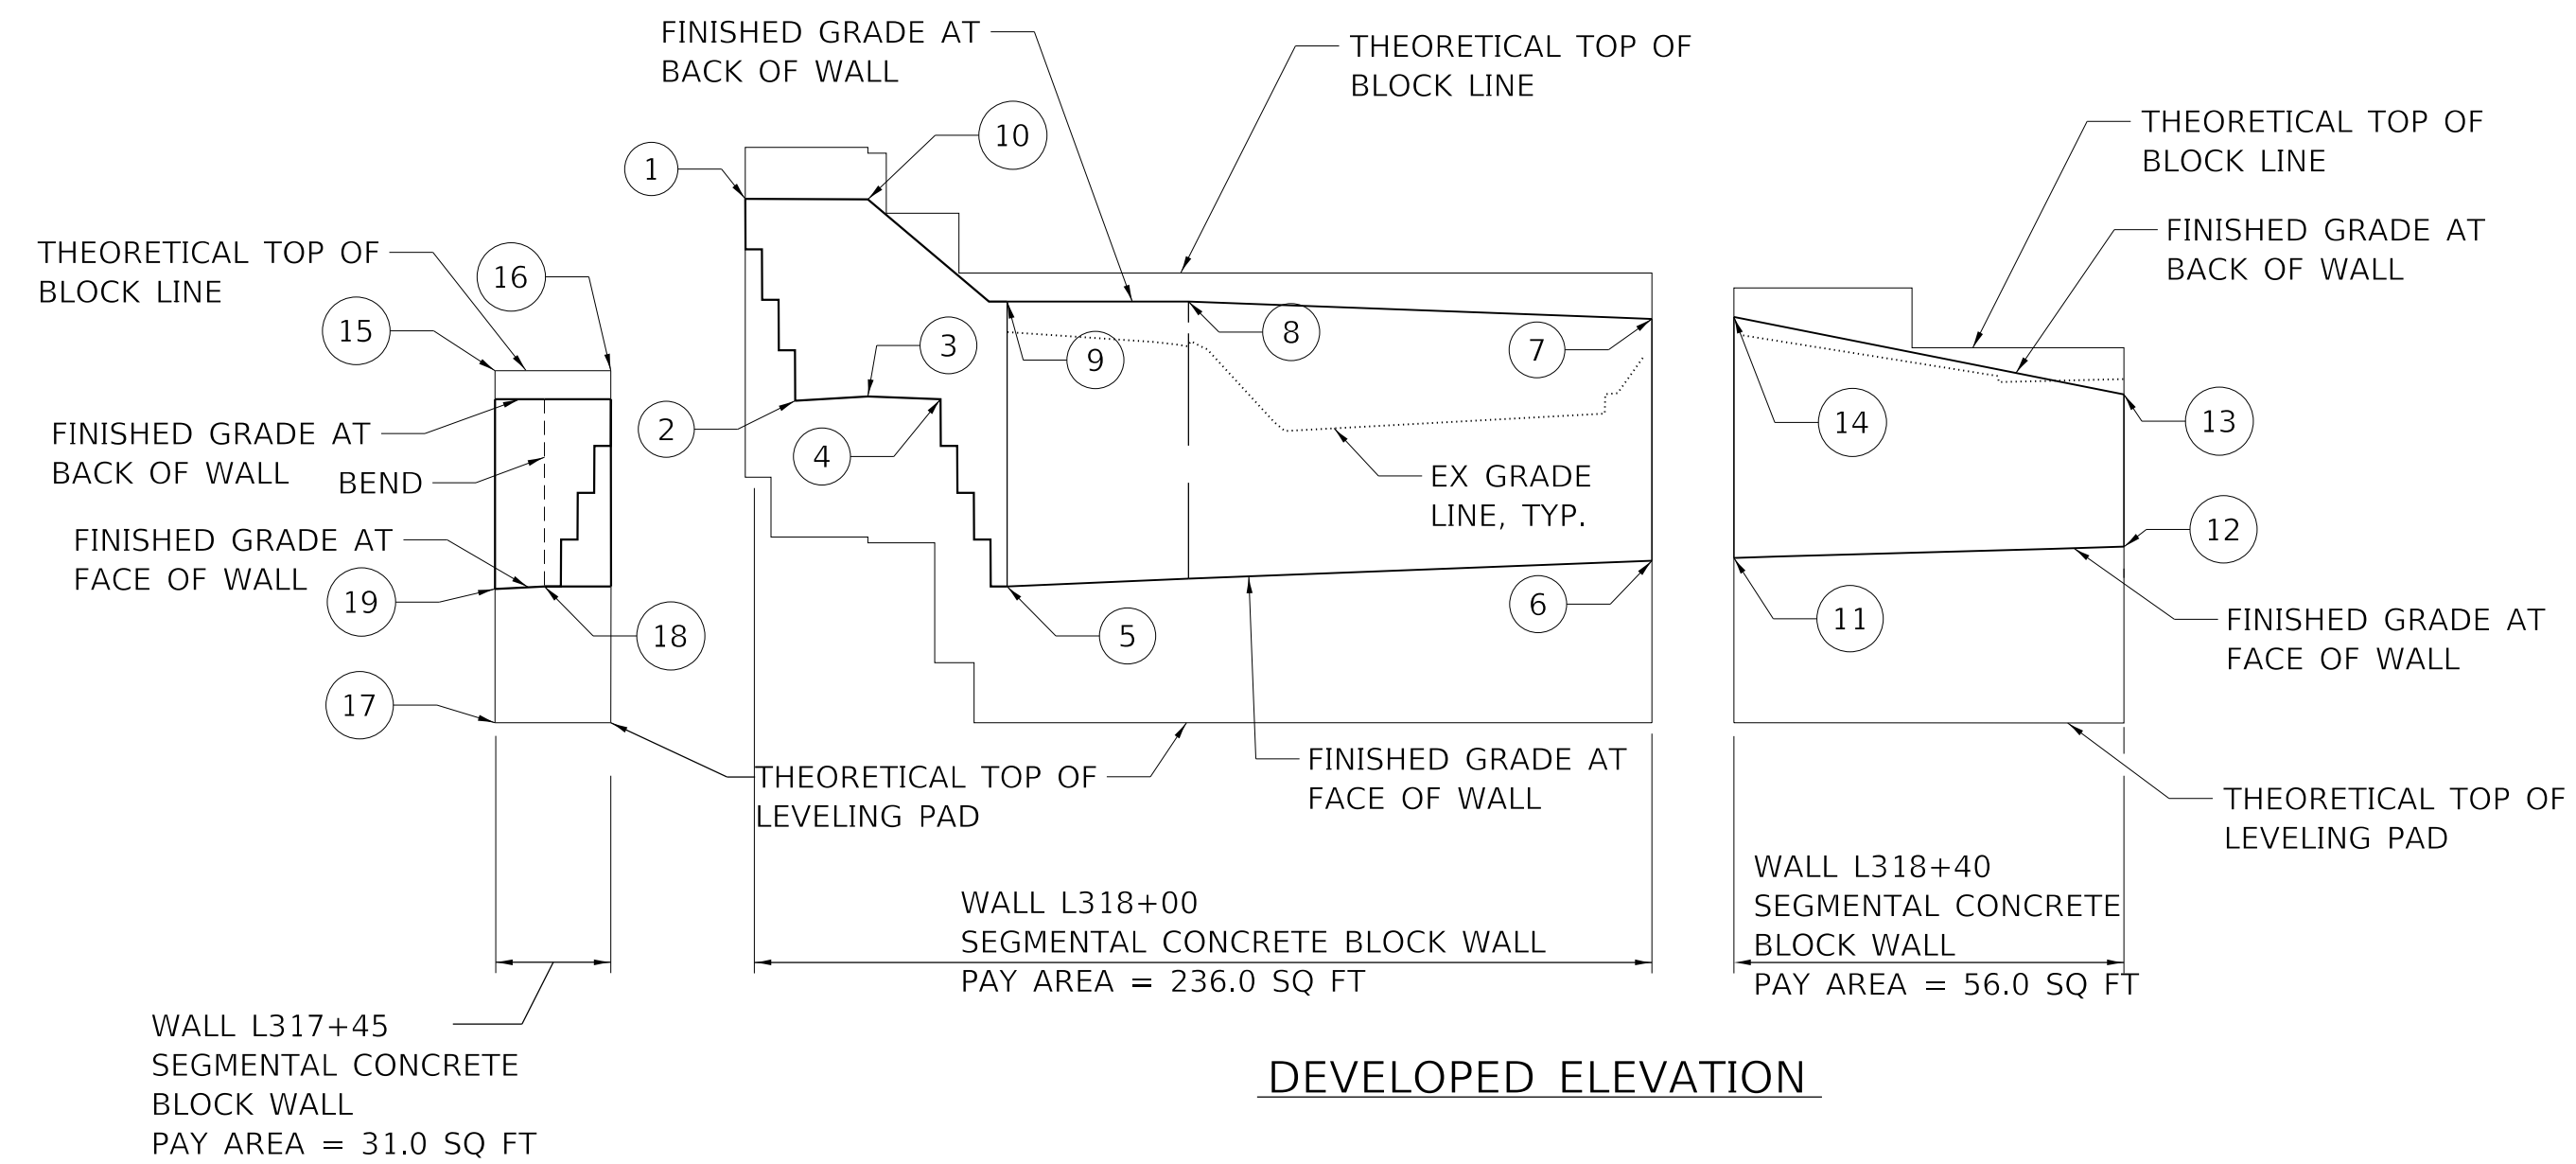 FINISHED GRADE AT
BACK OF WALL
THEORETICAL TOP OF
BLOCK LINE
10
1
THEORETICAL TOP OF
BLOCK LINE
THEORETICAL TOP OF
BLOCK LINE
16
15
FINISHED GRADE AT
BACK OF WALL
3
9
8
7
2
4
14
13
FINISHED GRADE AT
BACK OF WALL
BEND
EX GRADE
LINE, TYP.
FINISHED GRADE AT
FACE OF WALL
12
19
18
5
6
11
FINISHED GRADE AT
FACE OF WALL
17
THEORETICAL TOP OF
LEVELING PAD
FINISHED GRADE AT
FACE OF WALL
THEORETICAL TOP OF
LEVELING PAD
WALL L318+00
SEGMENTAL CONCRETE BLOCK WALL
PAY AREA = 236.0 SQ FT
WALL L318+40
SEGMENTAL CONCRETE
BLOCK WALL
PAY AREA = 56.0 SQ FT
WALL L317+45
SEGMENTAL CONCRETE
BLOCK WALL
PAY AREA = 31.0 SQ FT
DEVELOPED ELEVATION